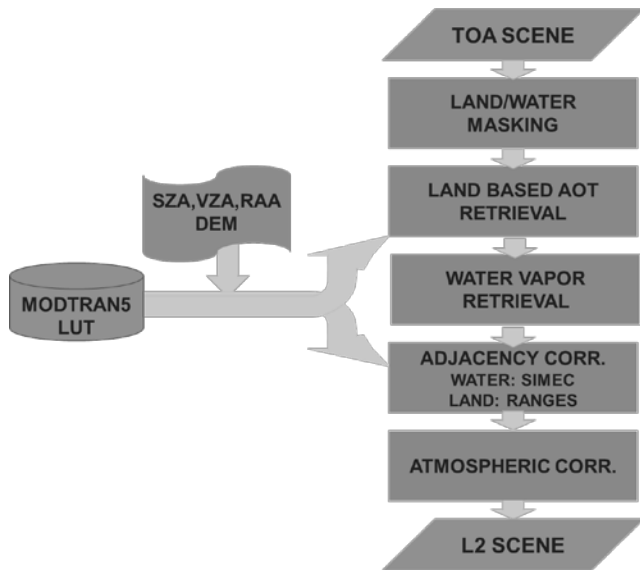 TOA SCENE
LAND/WATER
MASKING
LAND BASED AOT
RETRIEVAL
SZA,VZA,RAA
DEM
WATER VAPOR
RETRIEVAL
MODTRAN5
LUT
ADJACENCY CORR.
WATER: SIMEC
LAND: RANGES
ATMOSPHERIC CORR.
L2 SCENE